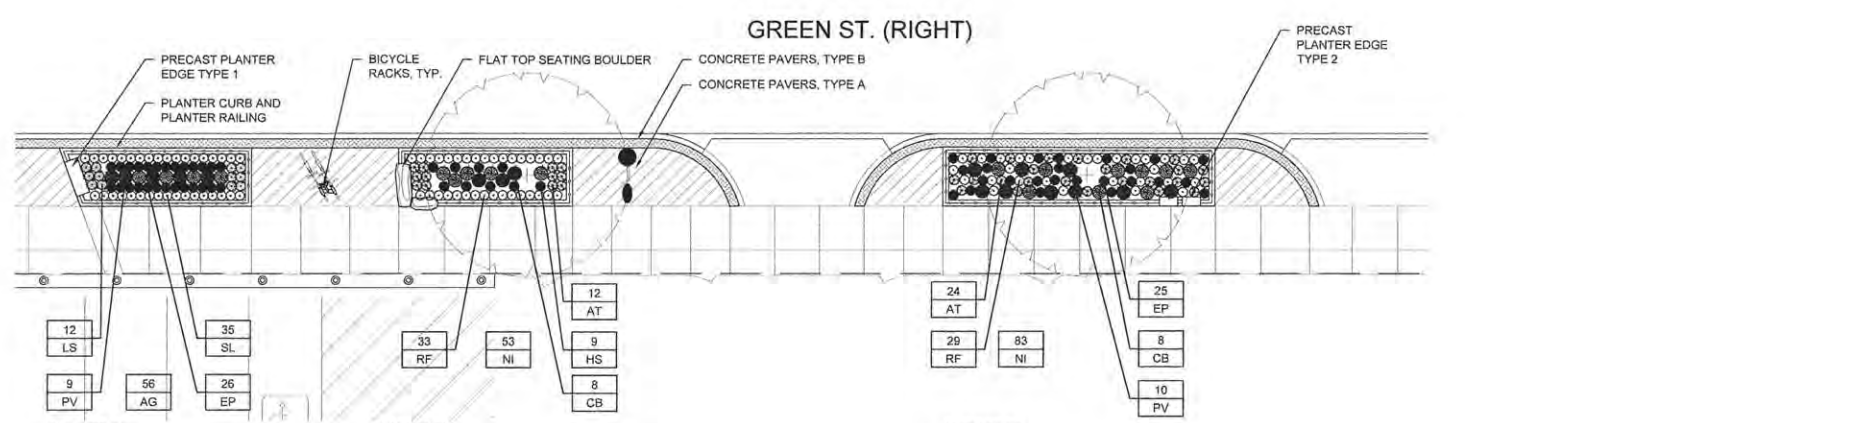 GREEN ST. (RIGHT)
PRECAST PLANTER
EDGE TYPE 1
PLANTER CURB AND
PLANTER RAILING
BICYCLE
RACKS, TYP.
FLAT TOP SEATING BOULDER
CONCRETE PAVERS, TYPE B
CONCRETE PAVERS, TYPE A
PRECAST
PLANTER EDGE
TYPE 2
12
LS
35
SL
9
PV
56
AG
26
EP
33
RF
53
NI
12
AT
9
HS
8
CB
24
AT
29
RF
83
NI
25
EP
8
CB
10
PV